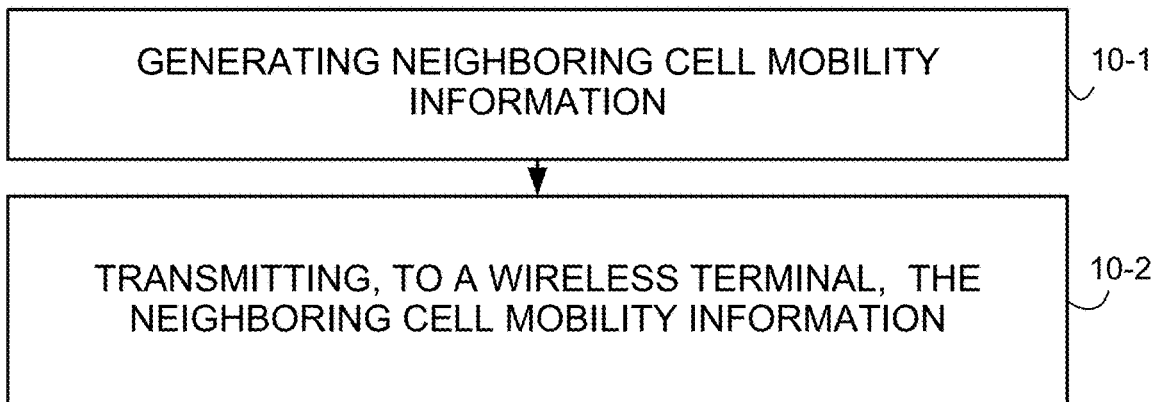 GENERATING NEIGHBORING CELL MOBILITY
INFORMATION
10-1
TRANSMITTING, TO A WIRELESS TERMINAL, THE
NEIGHBORING CELL MOBILITY INFORMATION
10-2